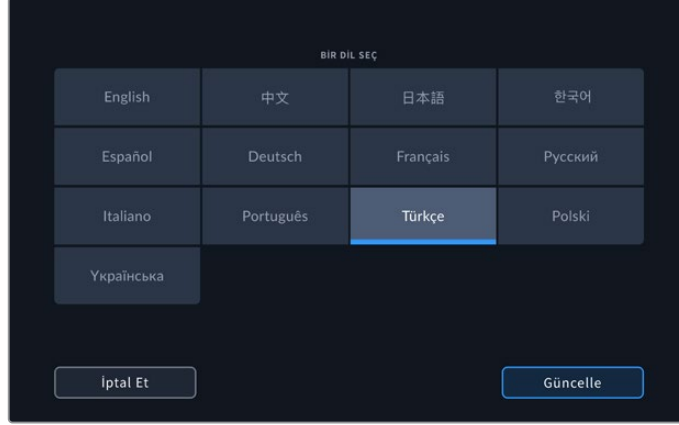 BİR DİL SEÇ
English 中文 日本語 한국어
Español Deutsch Français Русский
Italiano Português Türkçe Polski
Українська
İptal Et Güncelle